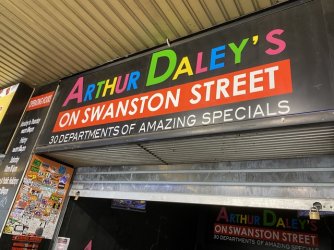 ARTHUR DALEY'S
ON SWANSTON STREET
30 DEPARTMENTS OF AMAZING SPECIALS
ARTHUR DALEY'S
ON SWANSTON STREET
30 DEPARTMENTS OF AMAZING SPECIALS